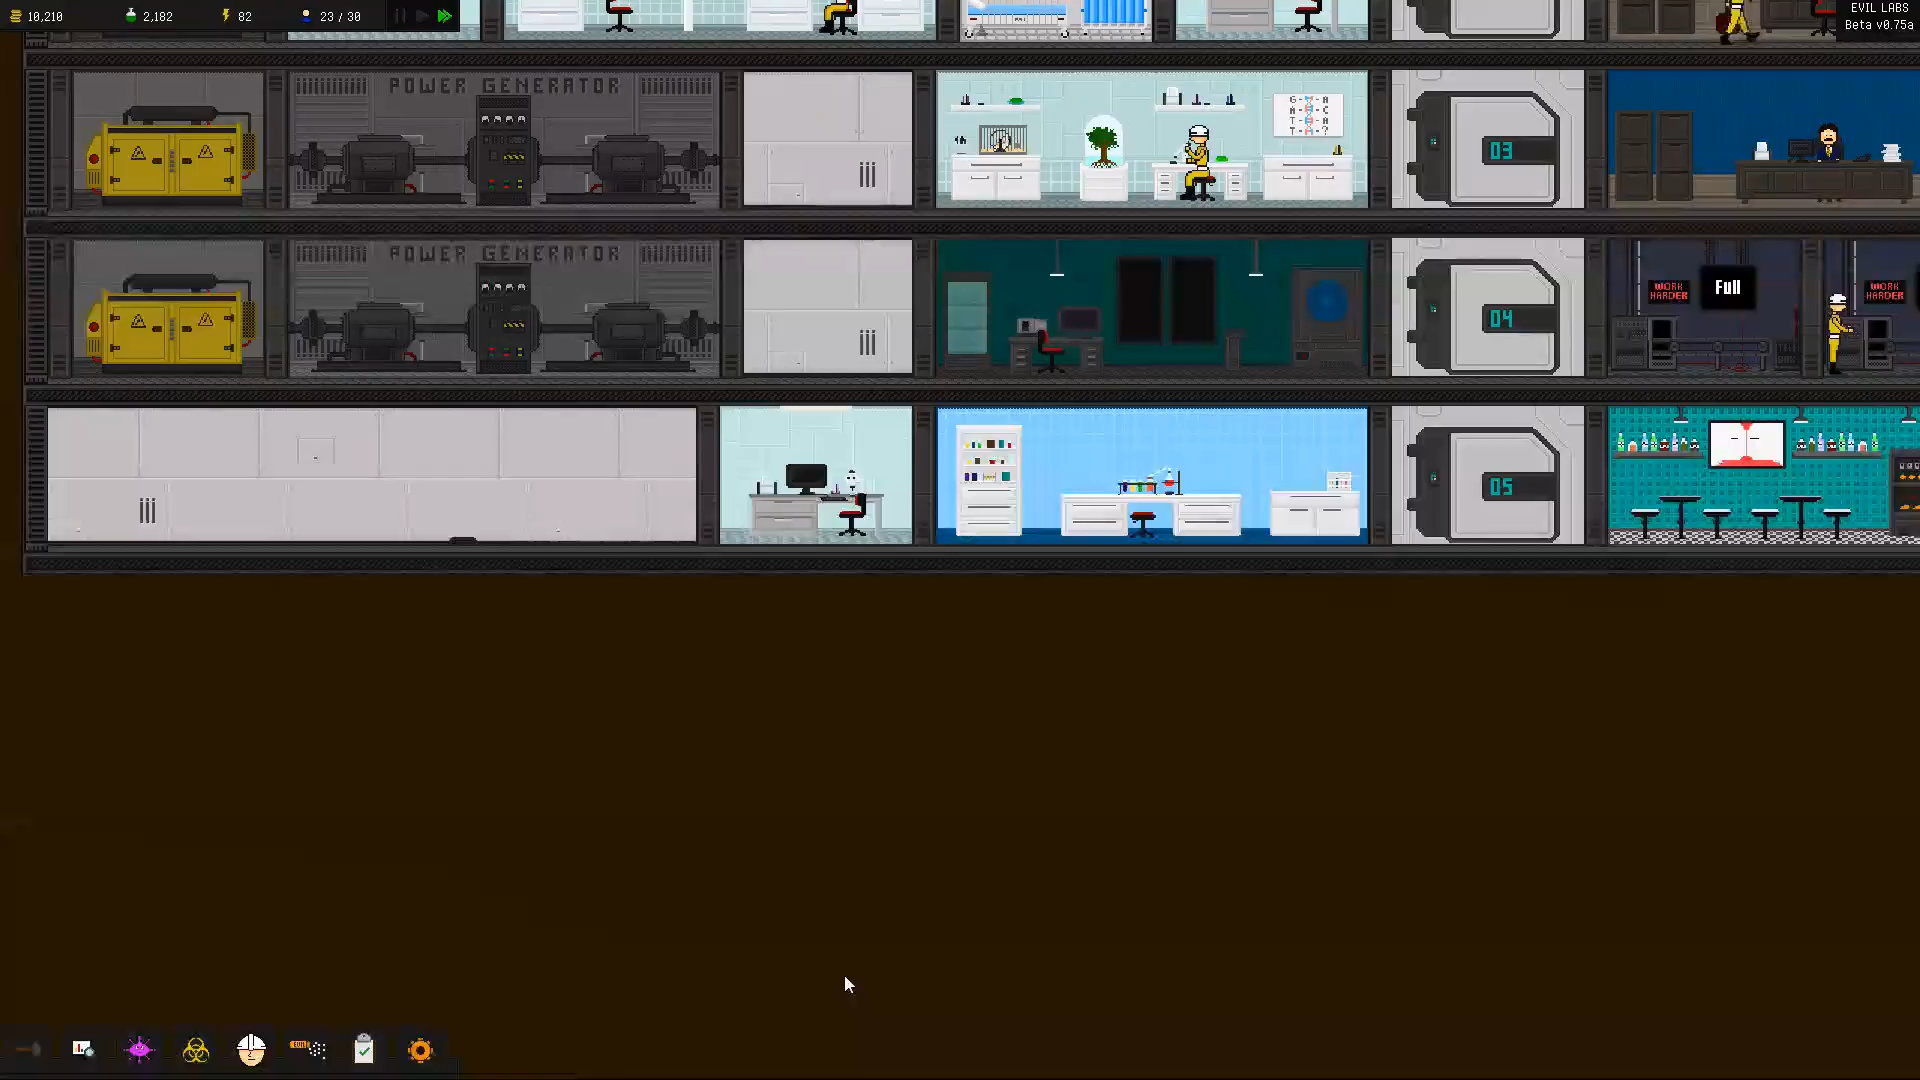 10,210 2,182 82 23 / 30
EVIL LABS
Beta v0.75a
POWER GENERATOR
G-A
A-C
T-A
T-?
03
POWER GENERATOR
WORK HARDER
Full
WORK HARDER
04
05